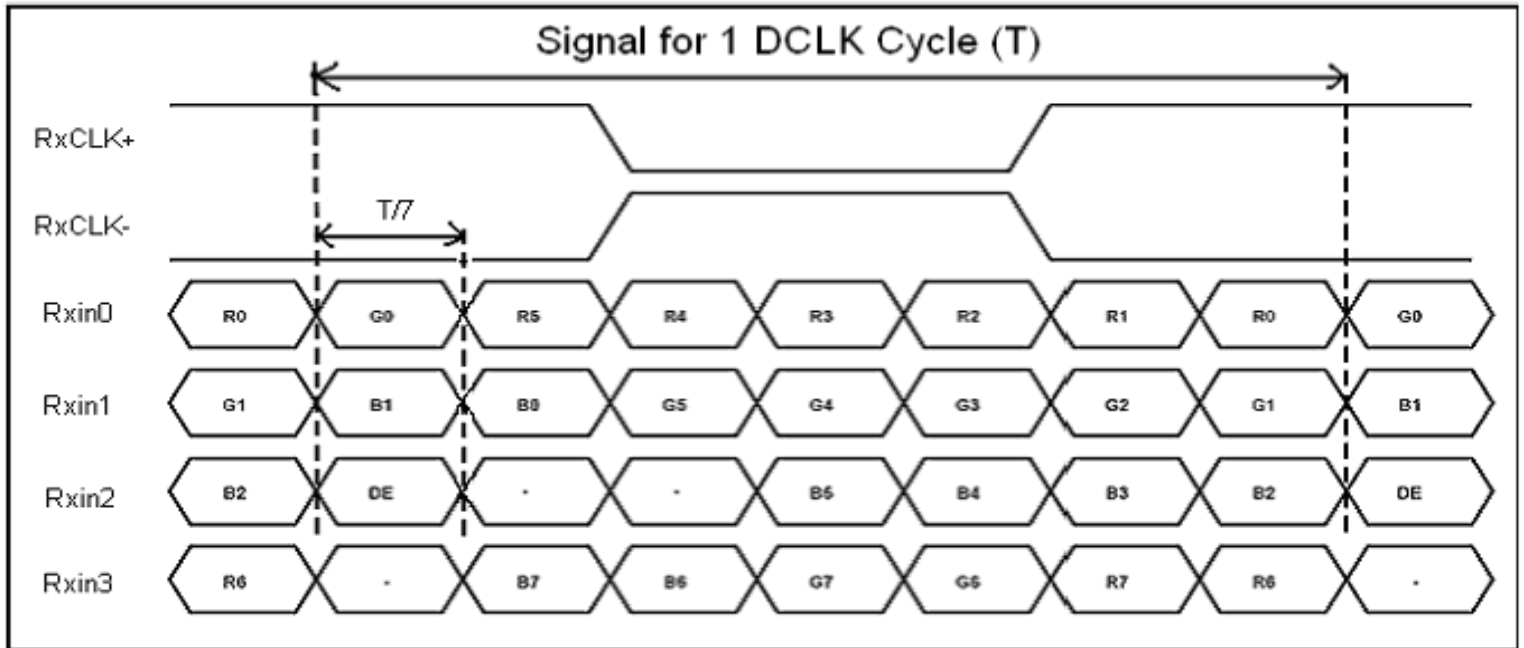 Signal for 1 DCLK Cycle (T)
RxCLK+
RxCLK-
T/7
Rxin0 R0 G0 R5 R4 R3 R2 R1 R0 G0
Rxin1 G1 B1 B0 G5 G4 G3 G2 G1 B1
Rxin2 B2 DE - - B5 B4 B3 B2 DE
Rxin3 R6 - B7 B6 G7 G6 R7 R6 -